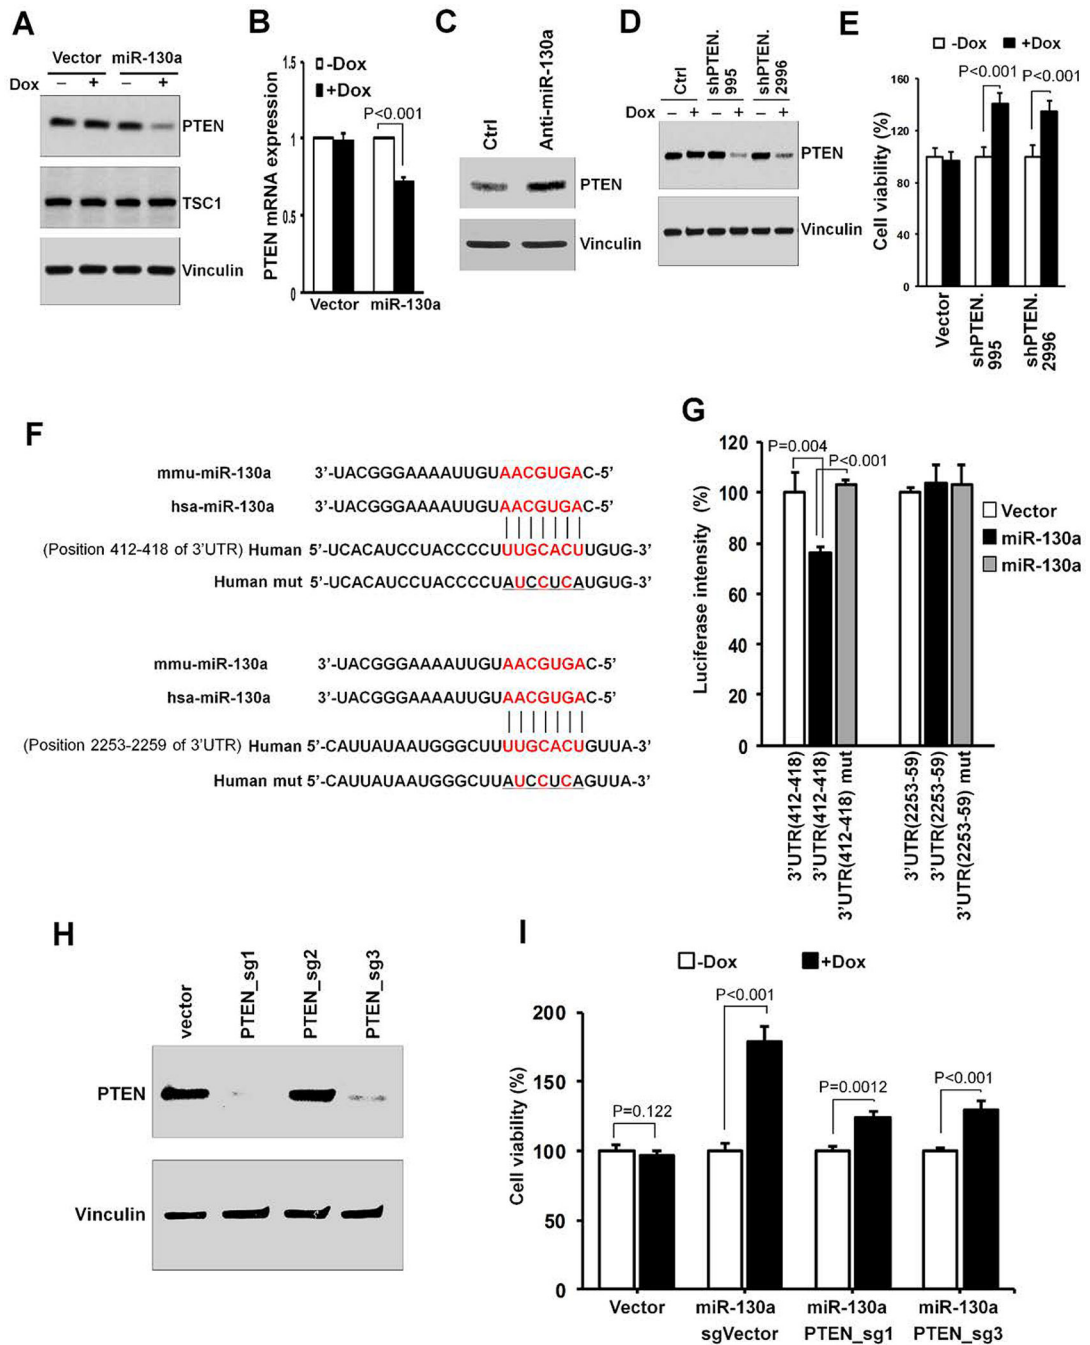 A
Vector miR-130a
Dox – + – +
PTEN
TSC1
Vinculin
B
-Dox
+Dox
PTEN mRNA expression
1.5
1
0.5
0
P<0.001
Vector miR-130a
C
Ctrl
Anti-miR-130a
PTEN
Vinculin
D
Ctrl
shPTEN.
995
shPTEN.
2996
Dox – + – + – +
PTEN
Vinculin
E
-Dox +Dox
Cell viability (%)
160
120
80
40
0
P<0.001
P<0.001
Vector
shPTEN.
995
shPTEN.
2996
F
mmu-miR-130a 3’-UACGGGAAAAUUGUAACGUGAC-5’
hsa-miR-130a 3’-UACGGGAAAAUUGUAACGUGAC-5’
(Position 412-418 of 3’UTR) Human 5’-UCACAUCCUACCCCUUUGCACUUGUG-3’
Human mut 5’-UCACAUCCUACCCCUAUCCUCAUGUG-3’
mmu-miR-130a 3’-UACGGGAAAAUUGUAACGUGAC-5’
hsa-miR-130a 3’-UACGGGAAAAUUGUAACGUGAC-5’
(Position 2253-2259 of 3’UTR) Human 5’-CAUUAUAAUGGGCUUUUGCACUGUUA-3’
Human mut 5’-CAUUAUAAUGGGCUUAUCCUCAGUUA-3’
G
Luciferase intensity (%)
120
100
80
60
40
20
0
P=0.004
P<0.001
Vector
miR-130a
miR-130a
3’UTR(412-418)
3’UTR(412-418)
3’UTR(412-418) mut
3’UTR(2253-59)
3’UTR(2253-59)
3’UTR(2253-59) mut
H
vector
PTEN_sg1
PTEN_sg2
PTEN_sg3
PTEN
Vinculin
I
-Dox +Dox
Cell viability (%)
200
150
100
50
0
P=0.122
P<0.001
P=0.0012
P<0.001
Vector miR-130a miR-130a miR-130a
sgVector PTEN_sg1 PTEN_sg3